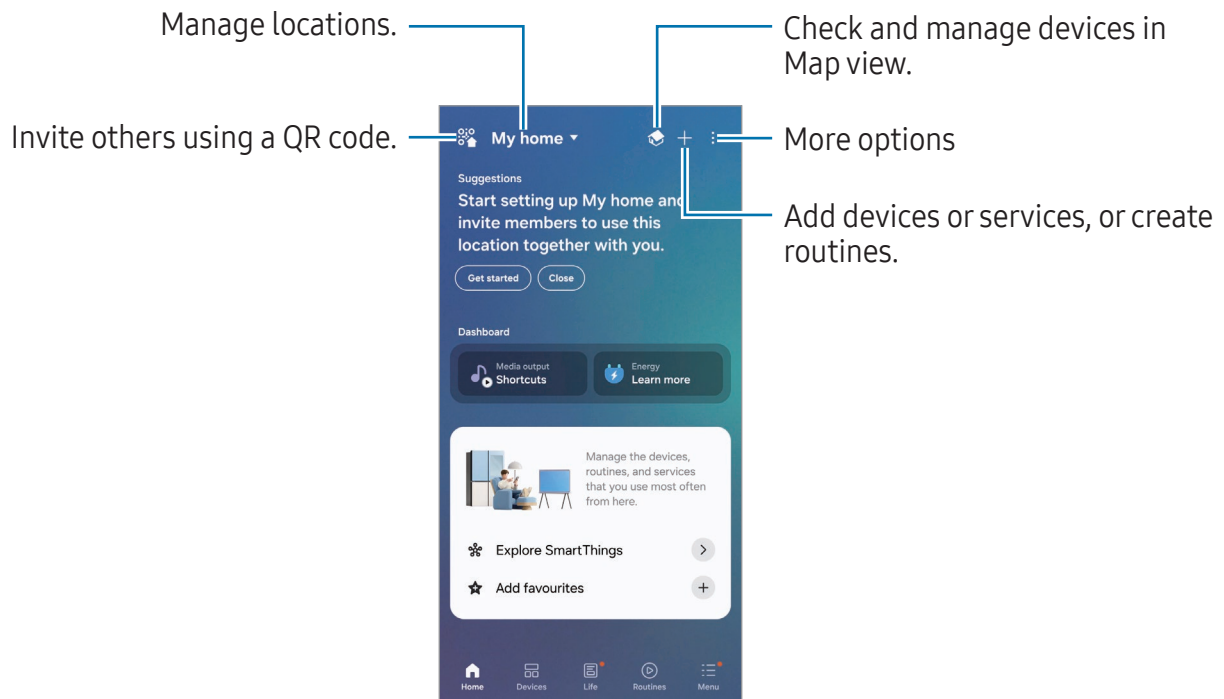 Manage locations.
Check and manage devices in
Map view.
Invite others using a QR code.
More options
Add devices or services, or create
routines.
My home
Suggestions
Start setting up My home and
invite members to use this
location together with you.
Get started
Close
Dashboard
Media output
Shortcuts
Energy
Learn more
Manage the devices,
routines, and services
that you use most often
from here.
Explore SmartThings
Add favourites
Home
Devices
Life
Routines
Menu